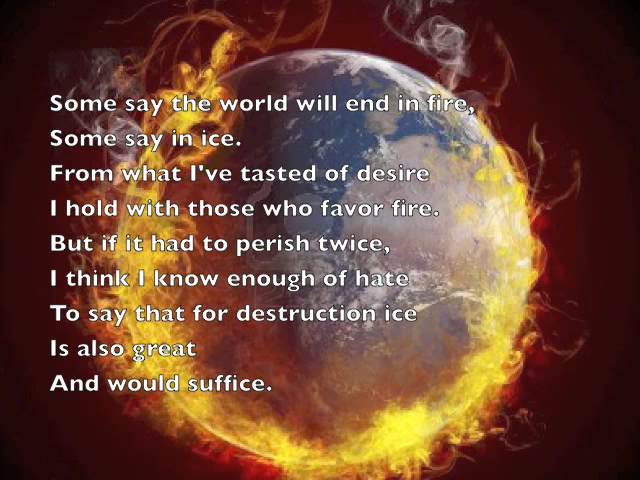 Some say the world will end in fire,
Some say in ice.
From what I've tasted of desire
I hold with those who favor fire.
But if it had to perish twice,
I think I know enough of hate
To say that for destruction ice
Is also great
And would suffice.